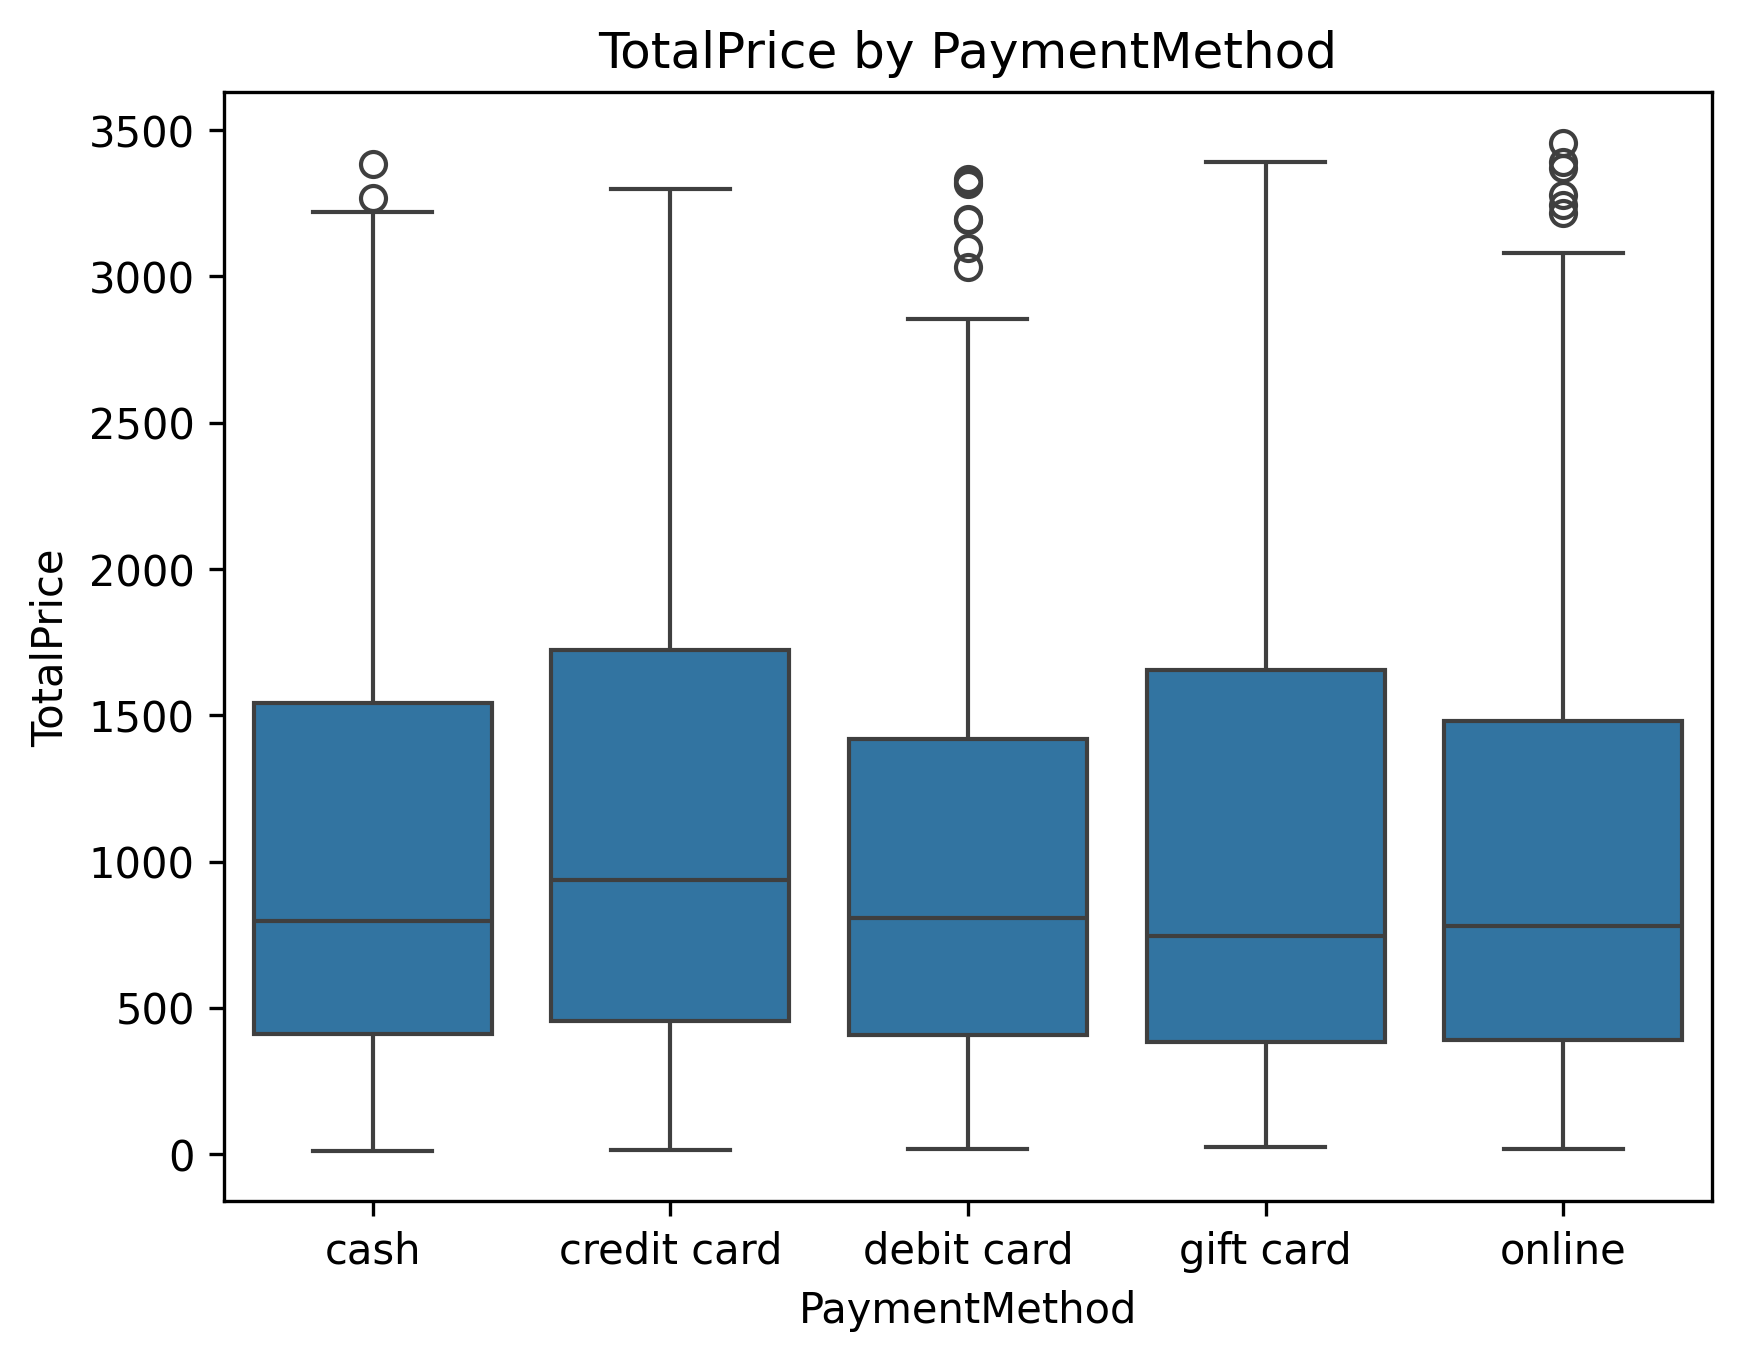 TotalPrice by PaymentMethod
TotalPrice
3500
3000
2500
2000
1500
1000
500
0
cash credit card debit card gift card online
PaymentMethod